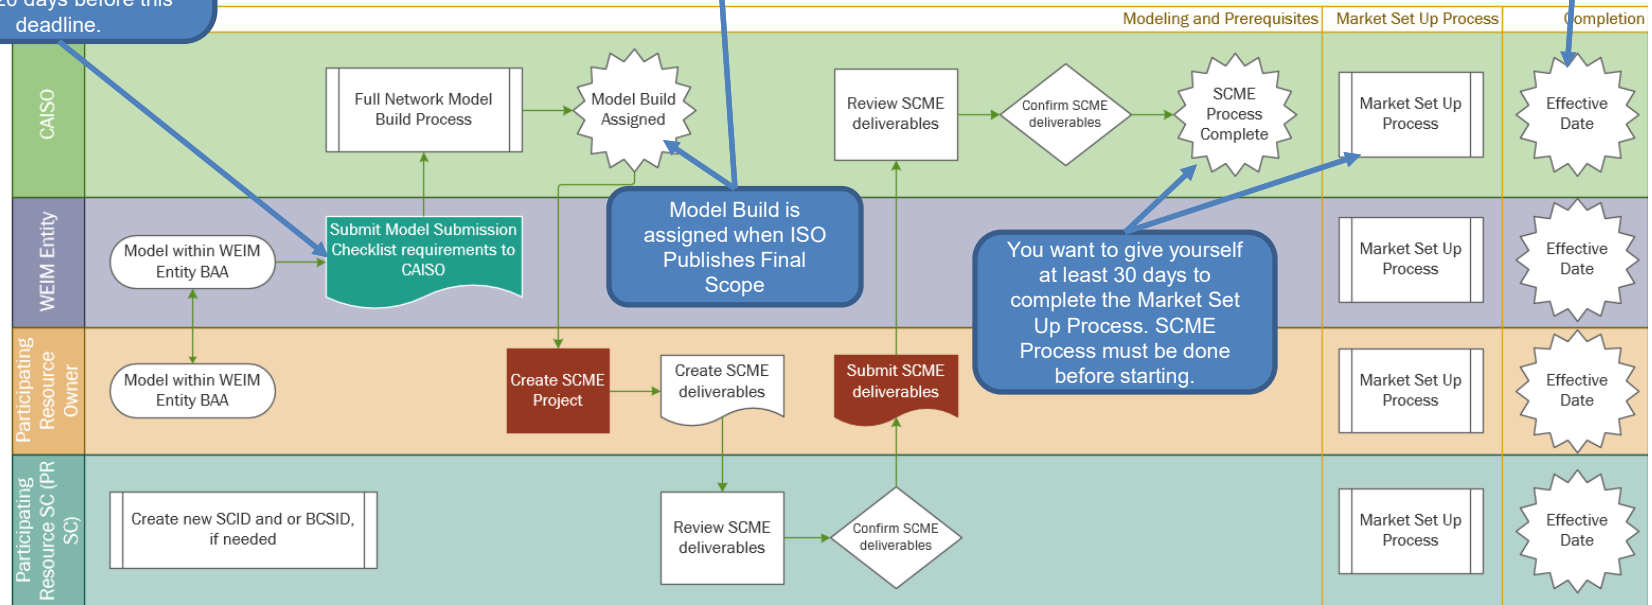 20 days before this
deadline.
Modeling and Prerequisites
Market Set Up Process
Completion
CAISO
Full Network Model
Build Process
Model Build
Assigned
Review SCME
deliverables
Confirm SCME
deliverables
SCME
Process
Complete
Market Set Up
Process
Effective
Date
WEIM Entity
Model within WEIM
Entity BAA
Submit Model Submission
Checklist requirements to
CAISO
Model Build is
assigned when ISO
Publishes Final
Scope
You want to give yourself
at least 30 days to
complete the Market Set
Up Process. SCME
Process must be done
before starting.
Market Set Up
Process
Effective
Date
Participating
Resource
Owner
Model within WEIM
Entity BAA
Create SCME
Project
Create SCME
deliverables
Submit SCME
deliverables
Market Set Up
Process
Effective
Date
Participating
Resource SC (PR
SC)
Create new SCID and or BCSID,
if needed
Review SCME
deliverables
Confirm SCME
deliverables
Market Set Up
Process
Effective
Date